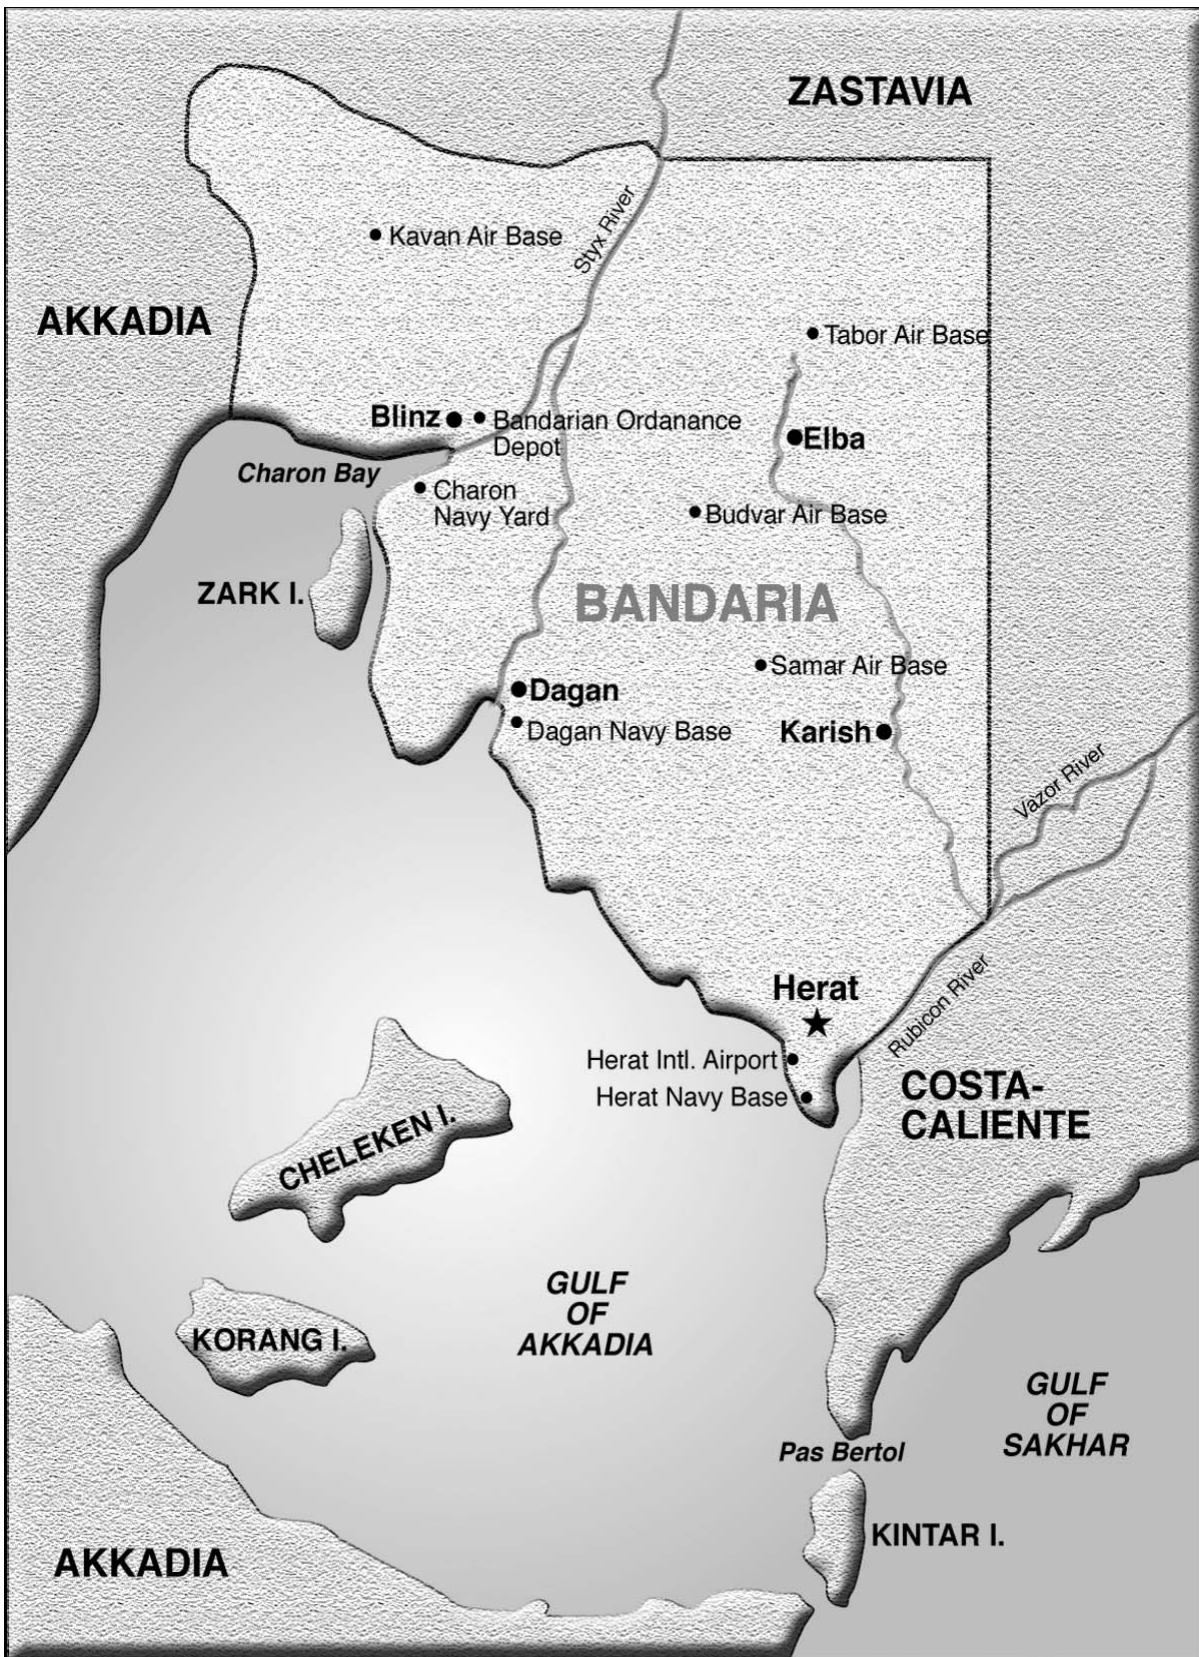 ZASTAVIA
Styx River
Kavan Air Base
AKKADIA
Tabor Air Base
Blinz
Bandarian Ordanance
Depot
Elba
Charon Bay
Charon
Navy Yard
Budvar Air Base
ZARK I.
BANDARIA
Samar Air Base
Dagan
Dagan Navy Base
Karish
Vazor River
Herat
Rubicon River
Herat Intl. Airport
Herat Navy Base
COSTA-
CALIENTE
CHELEKEN I.
GULF
OF
AKKADIA
KORANG I.
GULF
OF
SAKHAR
Pas Bertol
KINTAR I.
AKKADIA